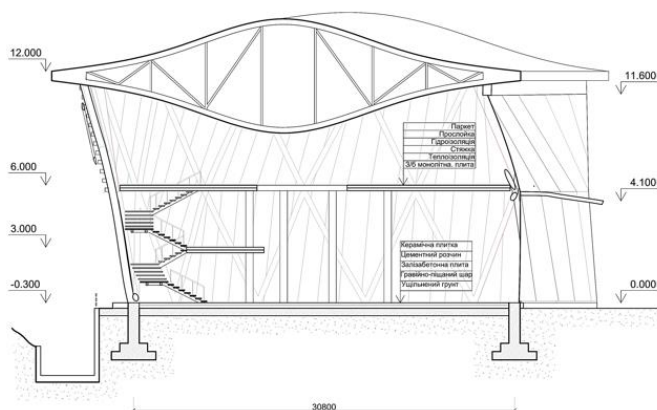 12.000
11.600
Паркет
Прослойка
Гідроізоляція
Стяжка
Теплоізоляція
З/б монолітна. плита
6.000
4.100
3.000
Керамічна плитка
Цементний розчин
Залізабетонна плита
Гравійно-піщаний шар
Ущільнений грунт
-0.300
0.000
30800